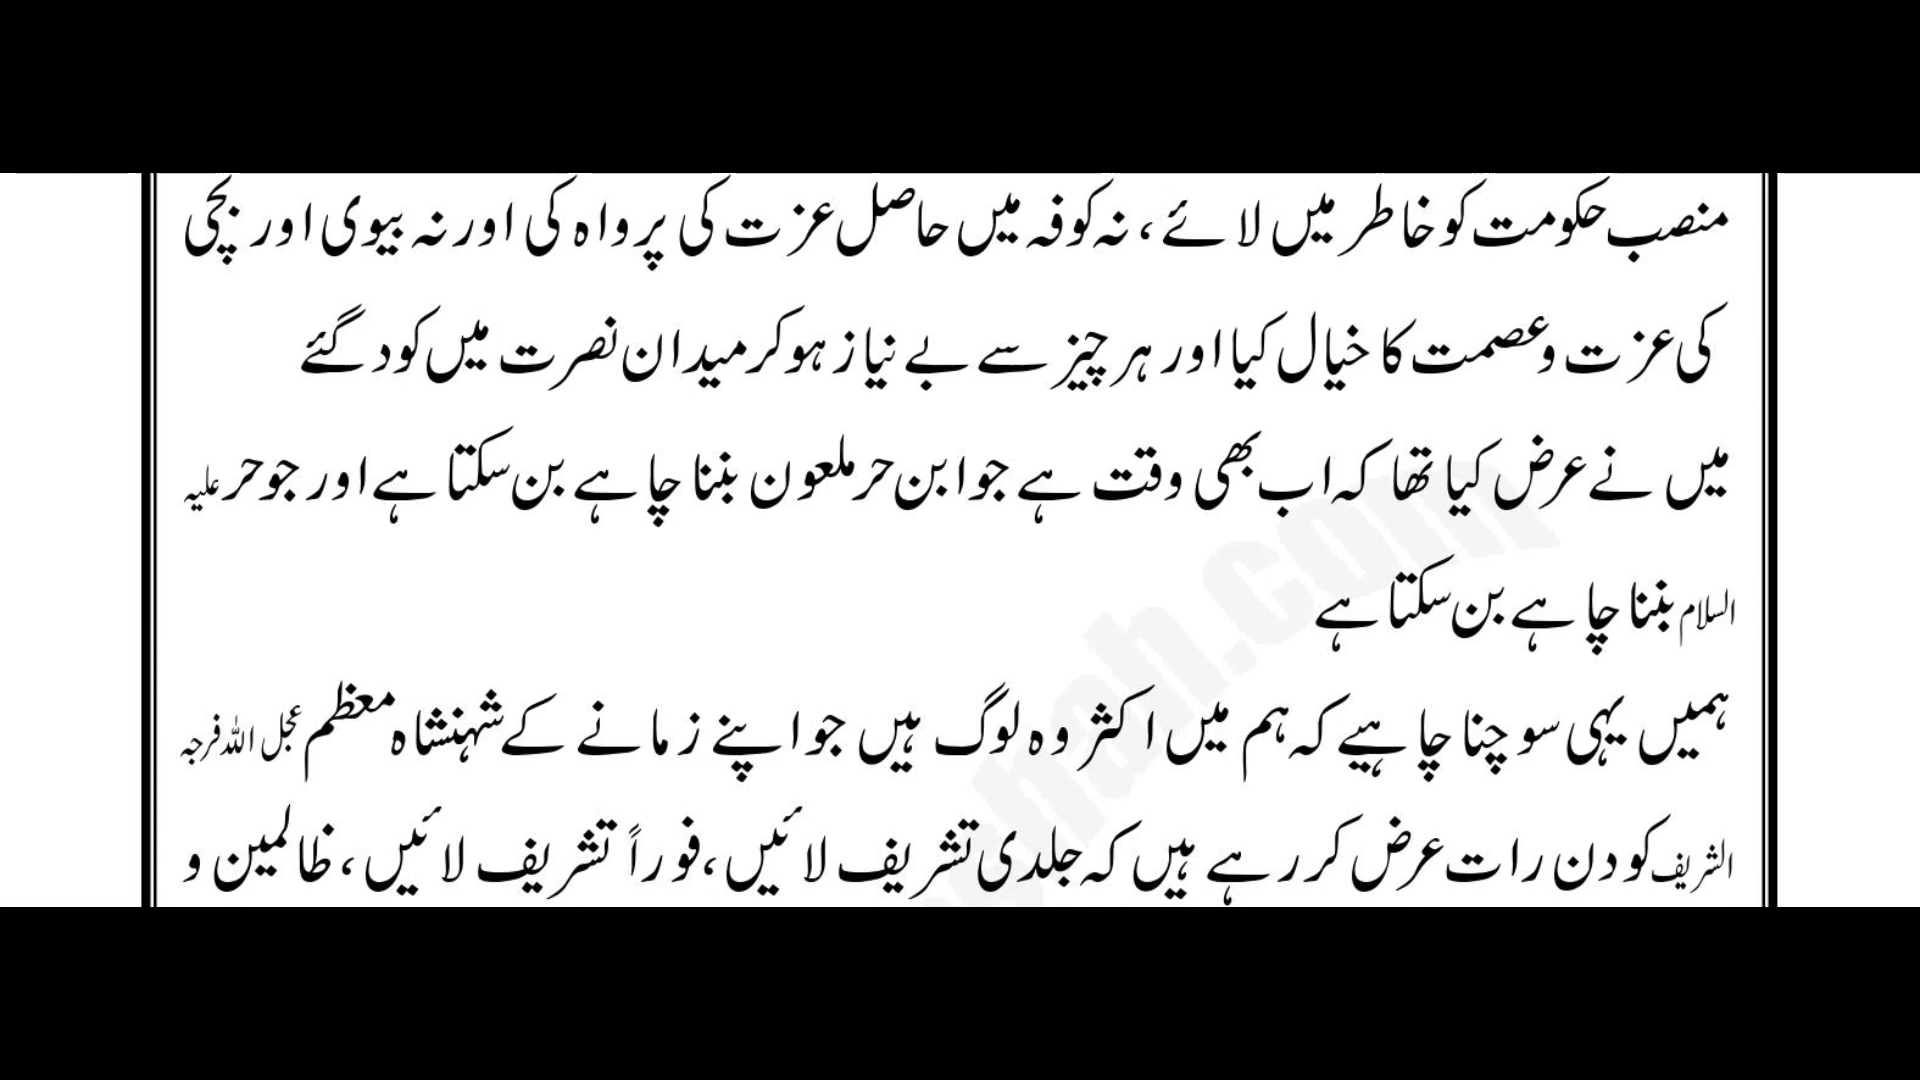 منصب حکومت کو خاطر میں لائے، نہ کوفہ میں حاصل عزت کی پرواہ کی اور نہ بیوی اور بچی
کی عزت و عصمت کا خیال کیا اور ہر چیز سے بے نیاز ہو کر میدان نصرت میں کود گئے
میں نے عرض کیا تھا کہ اب بھی وقت ہے جو ابن حر ملعون بننا چاہے بن سکتا ہے اور جو حر علیہ
السلام بننا چاہے بن سکتا ہے
ہمیں یہی سوچنا چاہیے کہ ہم میں اکثر وہ لوگ ہیں جو اپنے زمانے کے شہنشاہ معظم عجل اللہ فرجہ
الشریف کو دن رات عرض کر رہے ہیں کہ جلدی تشریف لائیں، فوراً تشریف لائیں، ظالمین و